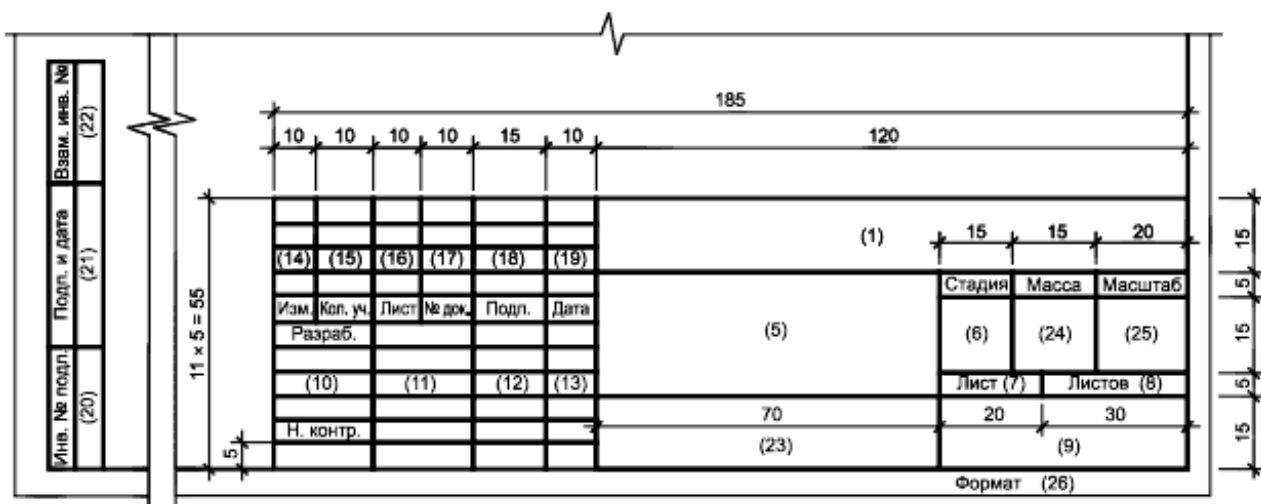 185
10 10 10 10 15 10 120
Взам. инв. №
(22)
Подп. и дата
(21)
Инв. № подл.
(20)
11 × 5 = 55
5
(14) (15) (16) (17) (18) (19)
Изм. Кол. уч. Лист № док. Подп. Дата
Разраб.
(10) (11) (12) (13)
Н. контр.
(1)
15 15 20
Стадия Масса Масштаб
(5)
(6) (24) (25)
Лист (7) Листов (8)
70 20 30
(23) (9)
15
5
15
5
15
Формат (26)